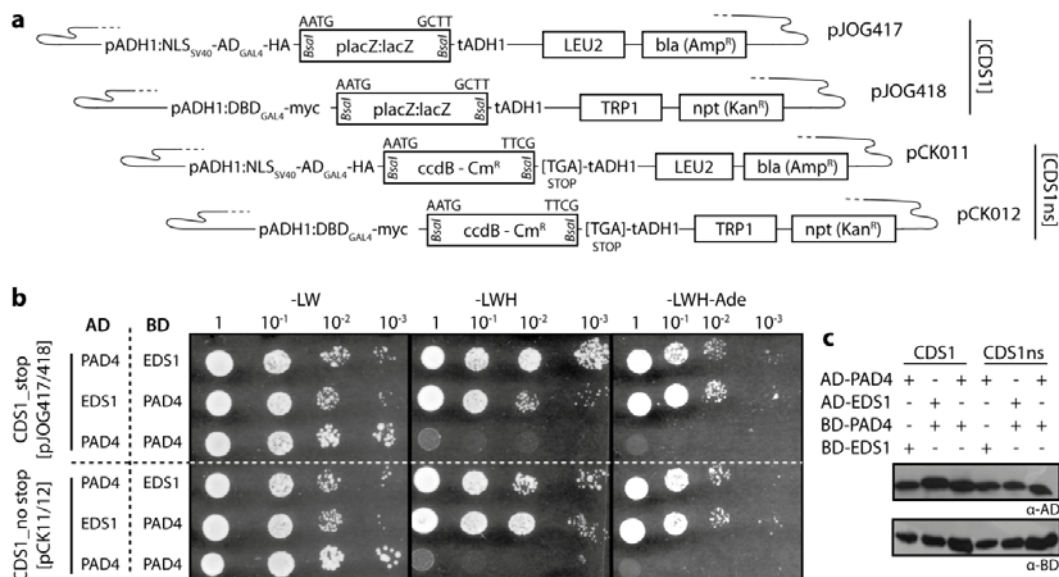 a
AATG GCTT
pADH1:NLSSV40-ADGAL4-HA BsaI placZ:lacZ BsaI tADH1 LEU2 bla (AmpR) pJOG417
AATG GCTT
pADH1:DBDGAL4-myc BsaI placZ:lacZ BsaI tADH1 TRP1 npt (KanR) pJOG418
[CDS1]
AATG TTCG
pADH1:NLSSV40-ADGAL4-HA BsaI ccdB - CmR BsaI [TGA]-tADH1 LEU2 bla (AmpR) pCK011
STOP
AATG TTCG
pADH1:DBDGAL4-myc BsaI ccdB - CmR BsaI [TGA]-tADH1 TRP1 npt (KanR) pCK012
STOP
[CDS1ns]
b
-LW -LWH -LWH-Ade
AD BD 1 10-1 10-2 10-3 1 10-1 10-2 10-3 1 10-1 10-2 10-3
CDS1_stop
[pJOG417/418]
PAD4 EDS1
EDS1 PAD4
PAD4 PAD4
CDS1_no stop
[pCK11/12]
PAD4 EDS1
EDS1 PAD4
PAD4 PAD4
c
CDS1 CDS1ns
AD-PAD4 + - + + - +
AD-EDS1 - + - - + -
BD-PAD4 - + + - + +
BD-EDS1 + - - + - -
α-AD
α-BD